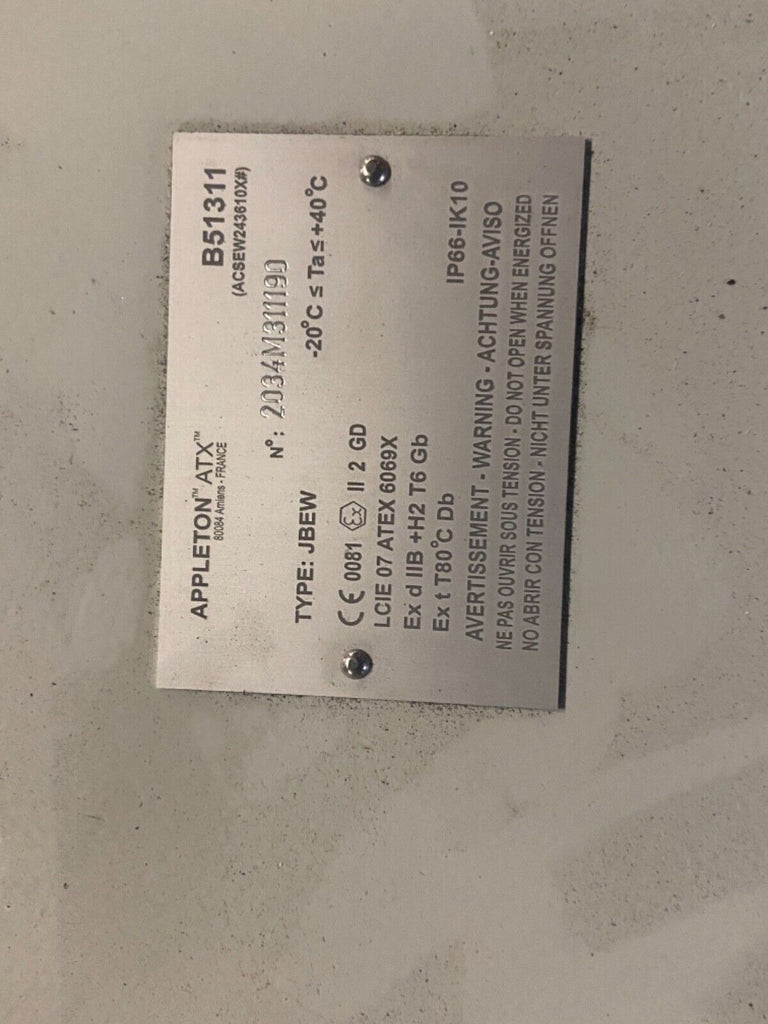 APPLETON™ ATX™
80084 Amiens - FRANCE
B51311
(ACSEW243610X#)
N°: 2034M311190
TYPE: JBEW
-20°C ≤ Ta ≤ +40°C
CE 0081 Ex II 2 GD
LCIE 07 ATEX 6069X
Ex d IIB +H2 T6 Gb
Ex t T80°C Db
IP66-IK10
AVERTISSEMENT - WARNING - ACHTUNG-AVISO
NE PAS OUVRIR SOUS TENSION - DO NOT OPEN WHEN ENERGIZED
NO ABRIR CON TENSION - NICHT UNTER SPANNUNG OFFNEN